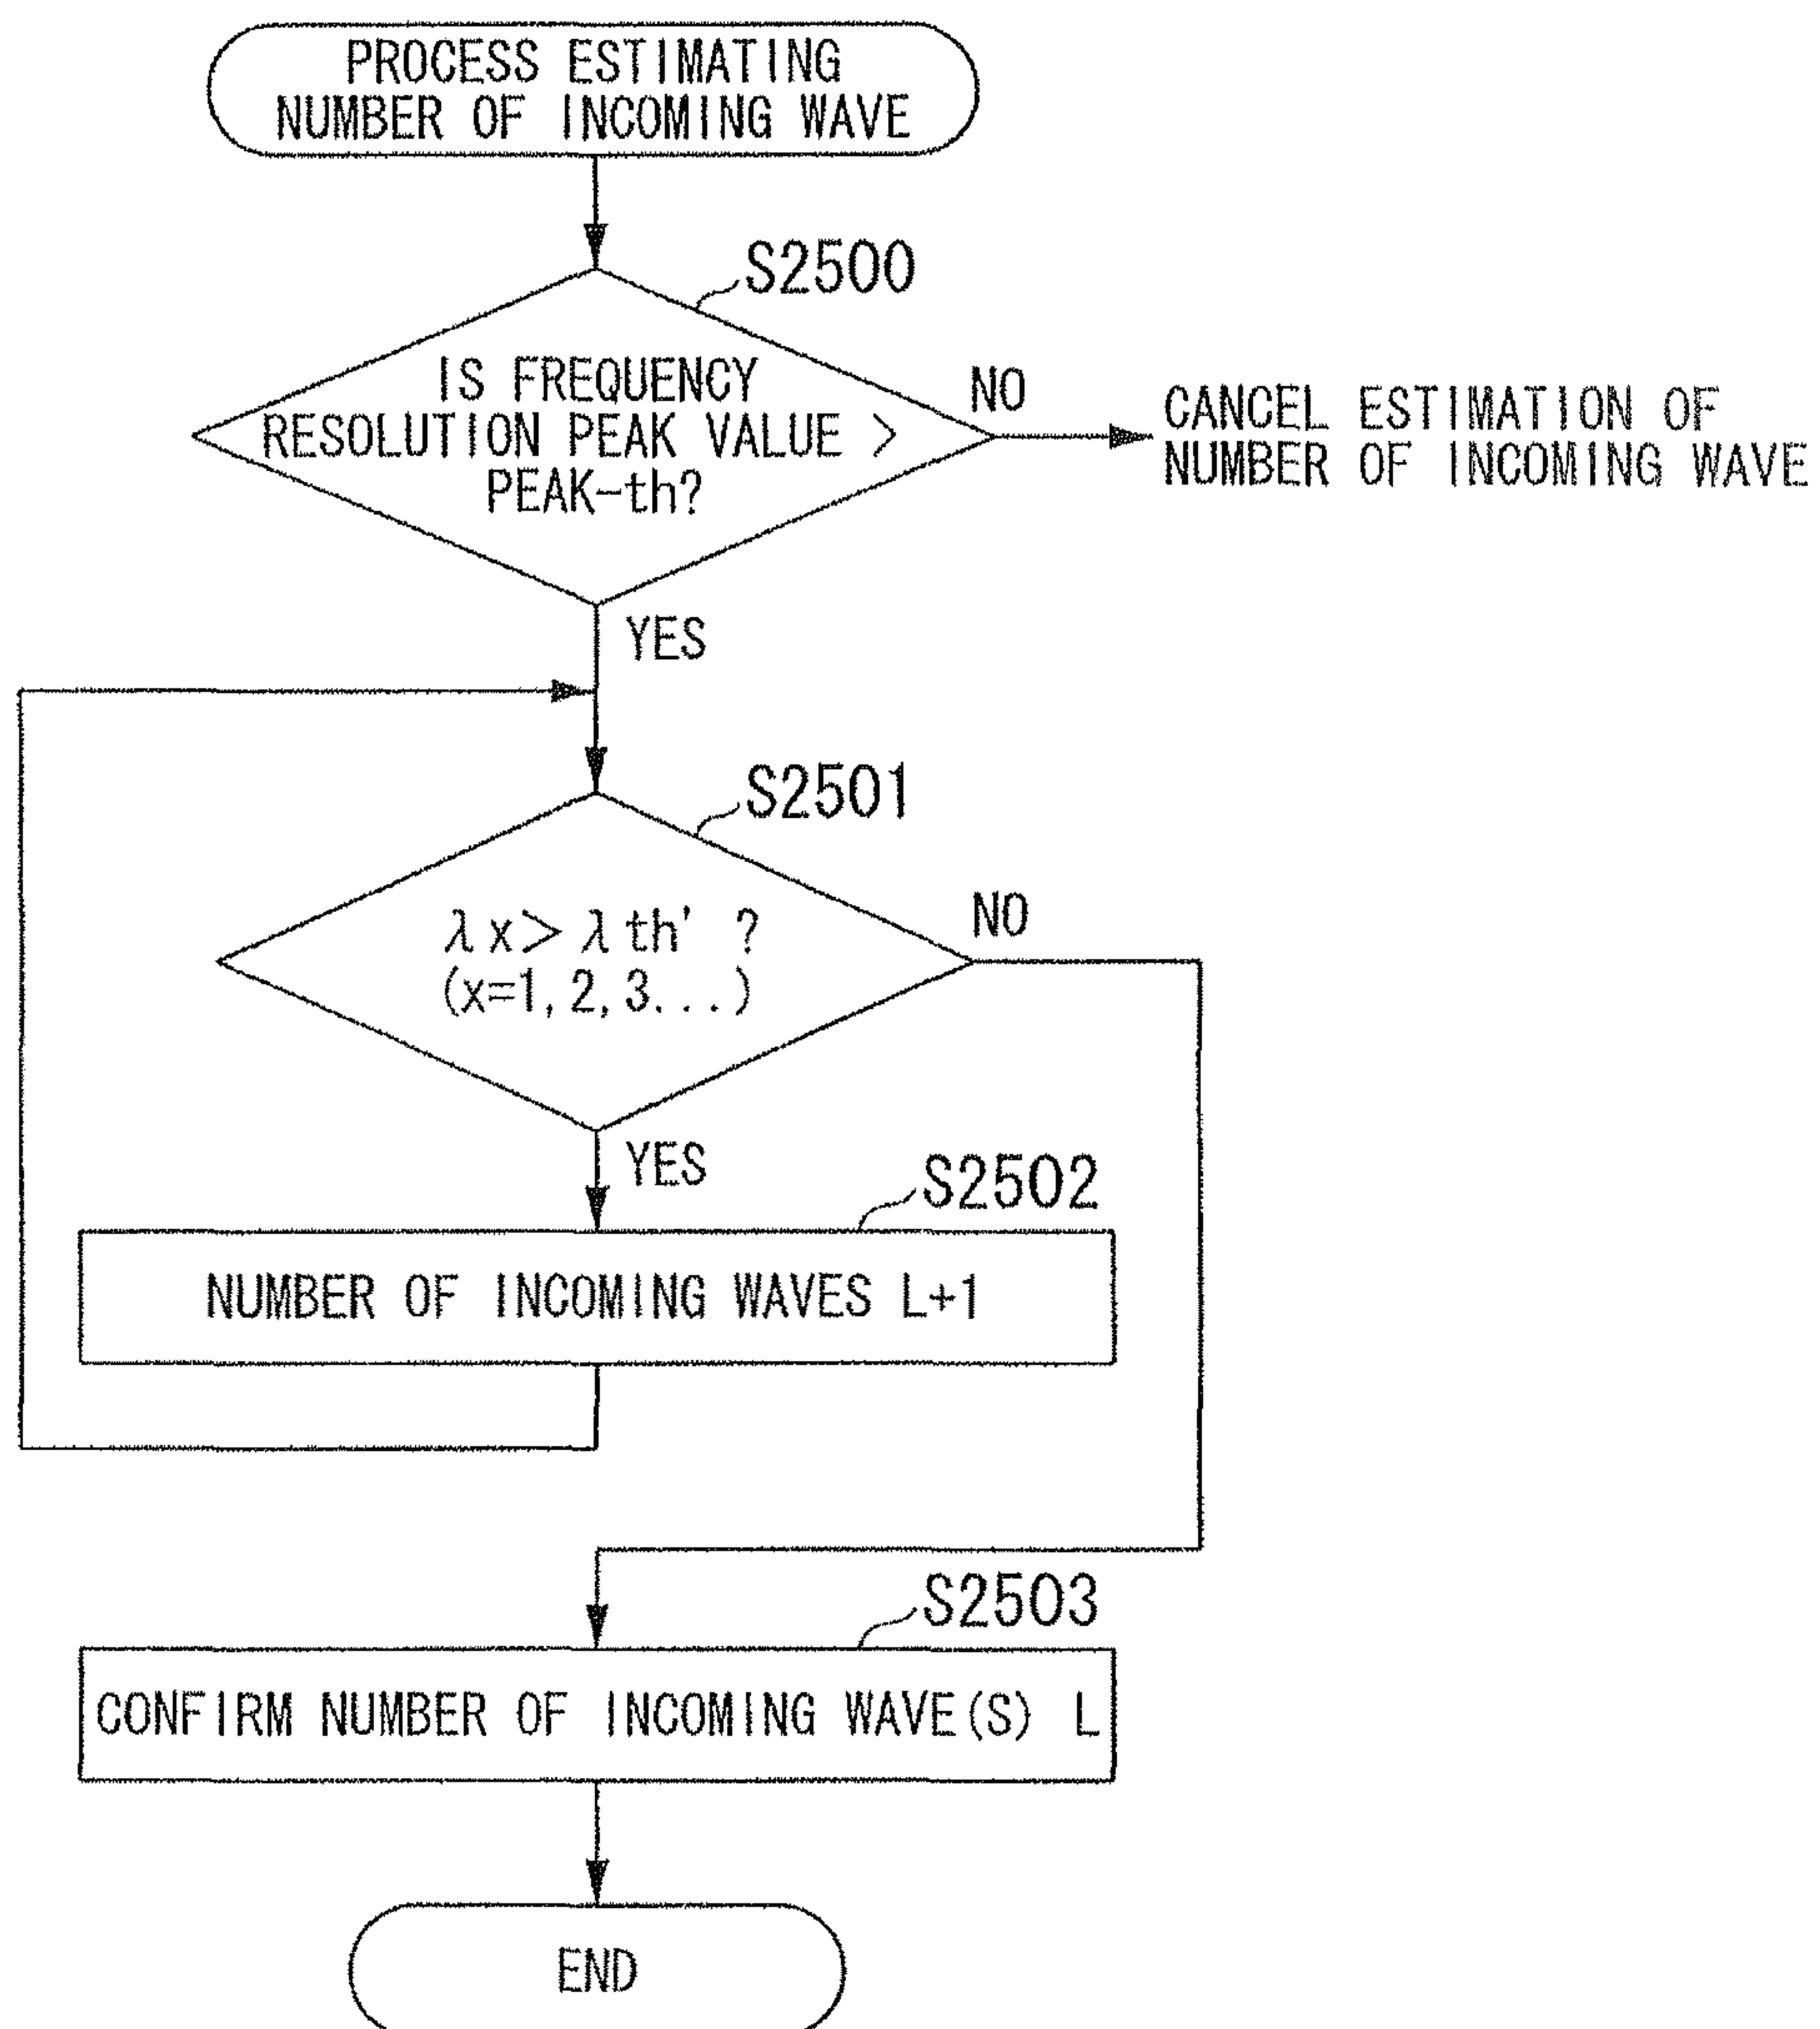 PROCESS ESTIMATING
NUMBER OF INCOMING WAVE
S2500
IS FREQUENCY
RESOLUTION PEAK VALUE >
PEAK-th?
NO
CANCEL ESTIMATION OF
NUMBER OF INCOMING WAVE
YES
S2501
λx> λth' ?
(x=1, 2, 3...)
NO
YES
S2502
NUMBER OF INCOMING WAVES L+1
S2503
CONFIRM NUMBER OF INCOMING WAVE(S) L
END